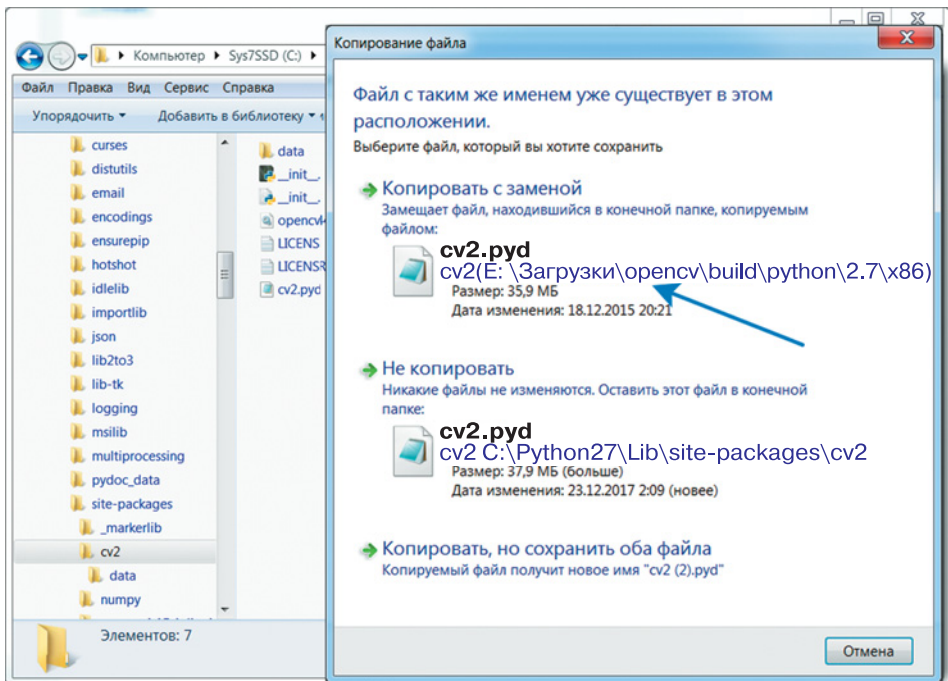 Компьютер ▸ Sys7SSD (C:) ▸
Файл Правка Вид Сервис Справка
Упорядочить ▾ Добавить в библиотеку ▾
curses
distutils
email
encodings
ensurepip
hotshot
idlelib
importlib
json
lib2to3
lib-tk
logging
msilib
multiprocessing
pydoc_data
site-packages
_markerlib
cv2
data
numpy
data
__init__.
__init__.
opencv
LICENS
LICENSR
cv2.pyd
Элементов: 7
Копирование файла
Файл с таким же именем уже существует в этом
расположении.
Выберите файл, который вы хотите сохранить
Копировать с заменой
Замещает файл, находившийся в конечной папке, копируемым
файлом:
cv2.pyd
cv2(E: \Загрузки\opencv\build\python\2.7\x86)
Размер: 35,9 МБ
Дата изменения: 18.12.2015 20:21
Не копировать
Никакие файлы не изменяются. Оставить этот файл в конечной
папке:
cv2.pyd
cv2 C:\Python27\Lib\site-packages\cv2
Размер: 37,9 МБ (больше)
Дата изменения: 23.12.2017 2:09 (новее)
Копировать, но сохранить оба файла
Копируемый файл получит новое имя "cv2 (2).pyd"
Отмена